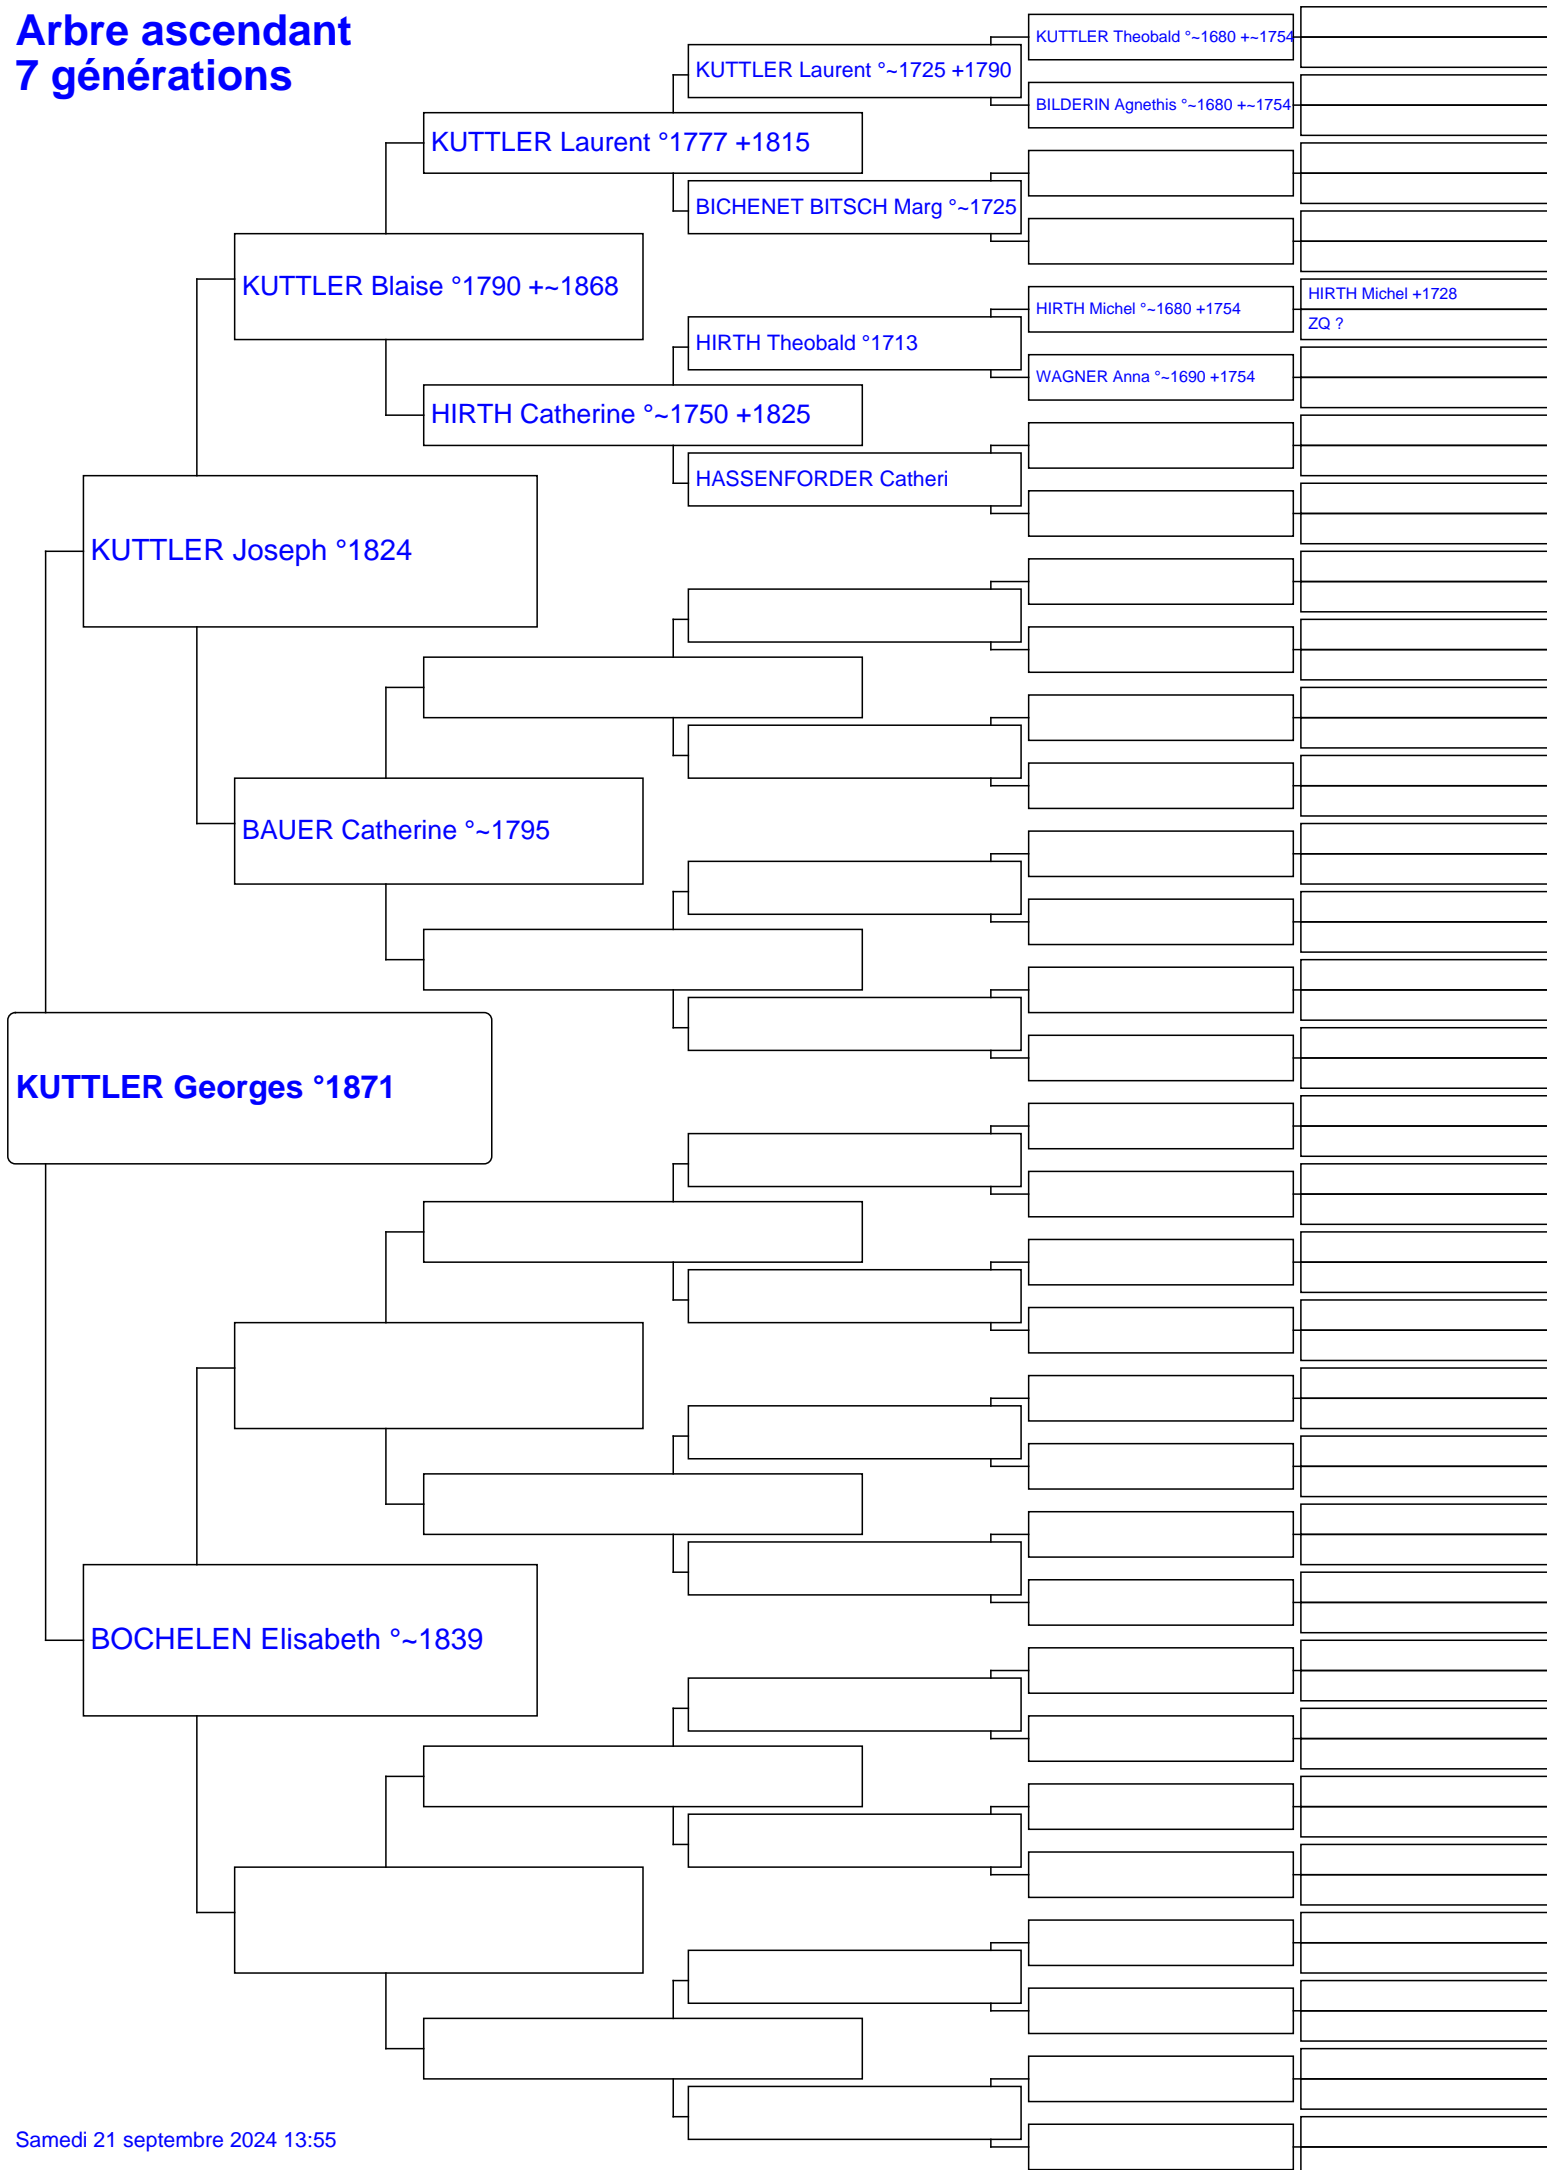 Arbre ascendant
7 générations
KUTTLER Theobald °~1680 +~1754
KUTTLER Laurent °~1725 +1790
BILDERIN Agnethis °~1680 +~1754
KUTTLER Laurent °1777 +1815
BICHENET BITSCH Marg °~1725
KUTTLER Blaise °1790 +~1868
HIRTH Michel +1728
HIRTH Michel °~1680 +1754
ZQ ?
HIRTH Theobald °1713
WAGNER Anna °~1690 +1754
HIRTH Catherine °~1750 +1825
HASSENFORDER Catheri
KUTTLER Joseph °1824
BAUER Catherine °~1795
KUTTLER Georges °1871
BOCHELEN Elisabeth °~1839
Samedi 21 septembre 2024 13:55